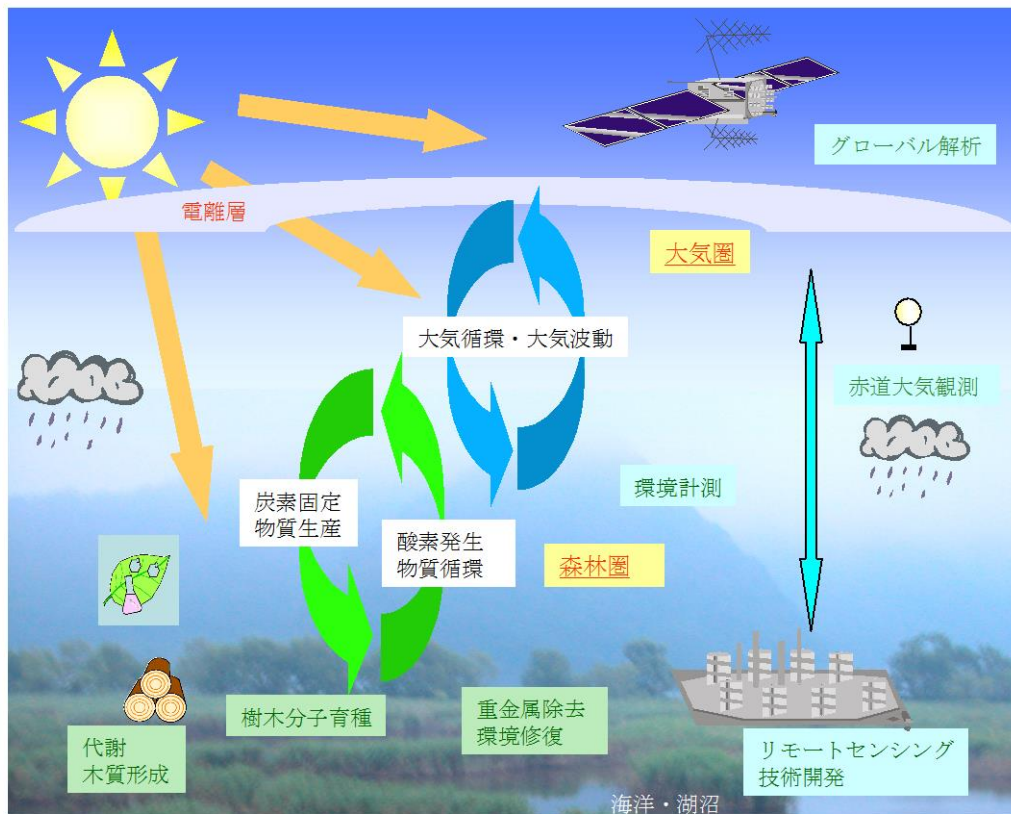 グローバル解析
電離層
大気圏
大気循環・大気波動
赤道大気観測
炭素固定
物質生産
環境計測
酸素発生
物質循環
森林圏
樹木分子育種
重金属除去
環境修復
代謝
木質形成
リモートセンシング
技術開発
海洋・湖沼